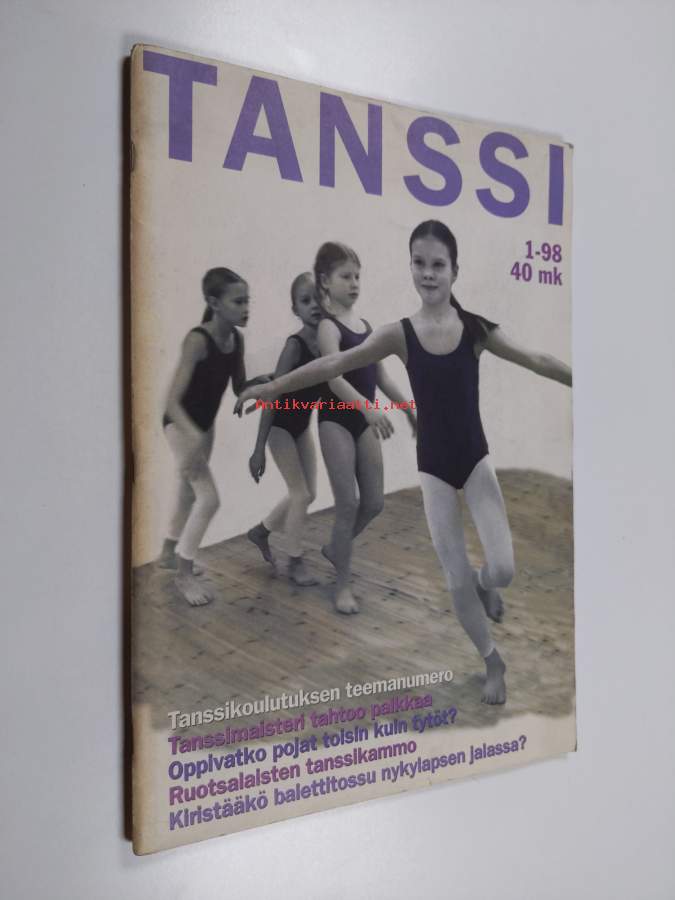 TANSSI
1-98
40 mk
Antikvariaatti.net
Tanssikoulutuksen teemanumero
Tanssimaisteri tahtoo palkkaa
Oppivatko pojat toisin kuin tytöt?
Ruotsalaisten tanssikammo
Kiristääkö balettitossu nykylapsen jalassa?